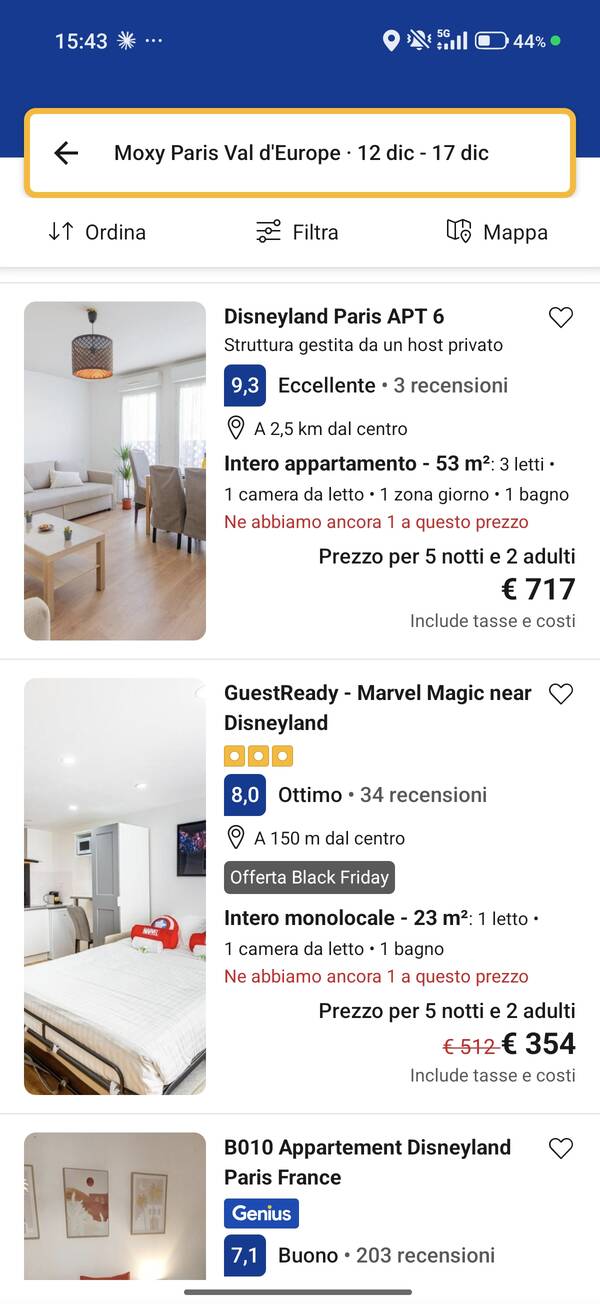 15:43
5G
44%
Moxy Paris Val d'Europe · 12 dic - 17 dic
Ordina
Filtra
Mappa
Disneyland Paris APT 6
Struttura gestita da un host privato
9,3 Eccellente • 3 recensioni
A 2,5 km dal centro
Intero appartamento - 53 m²: 3 letti •
1 camera da letto • 1 zona giorno • 1 bagno
Ne abbiamo ancora 1 a questo prezzo
Prezzo per 5 notti e 2 adulti
€ 717
Include tasse e costi
GuestReady - Marvel Magic near
Disneyland
8,0 Ottimo • 34 recensioni
A 150 m dal centro
Offerta Black Friday
Intero monolocale - 23 m²: 1 letto •
1 camera da letto • 1 bagno
Ne abbiamo ancora 1 a questo prezzo
Prezzo per 5 notti e 2 adulti
€ 512 € 354
Include tasse e costi
MARVEL
B010 Appartement Disneyland
Paris France
Genius
7,1 Buono • 203 recensioni